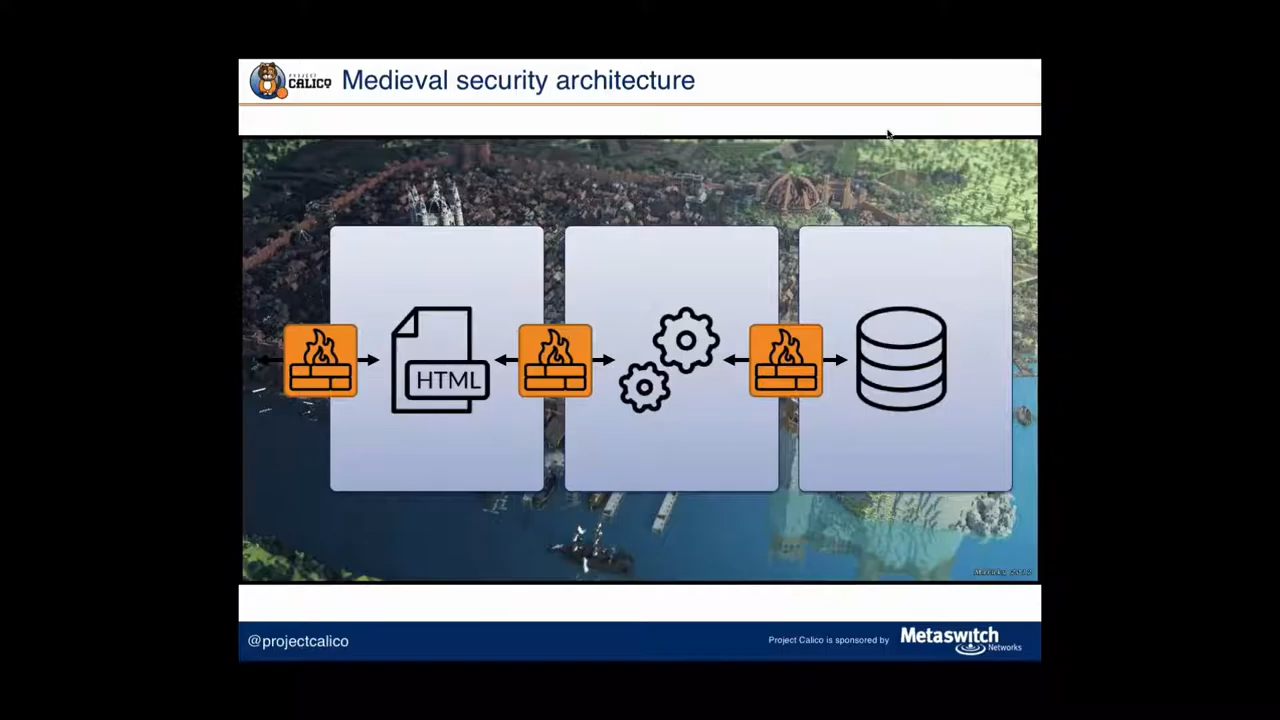 PROJECT
CALICO
Medieval security architecture
HTML
@projectcalico
Project Calico is sponsored by
Metaswitch
Networks